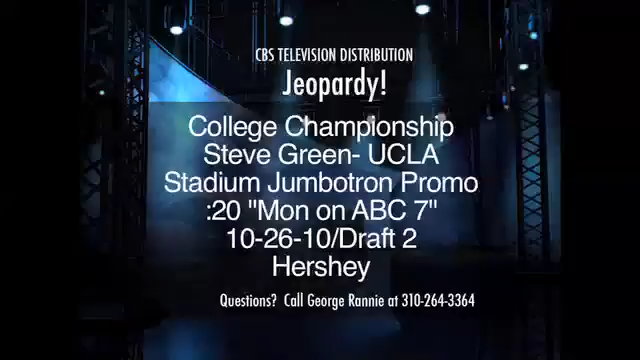 CBS TELEVISION DISTRIBUTION
Jeopardy!
College Championship
Steve Green- UCLA
Stadium Jumbotron Promo
:20 "Mon on ABC 7"
10-26-10/Draft 2
Hershey
Questions? Call George Rannie at 310-264-3364